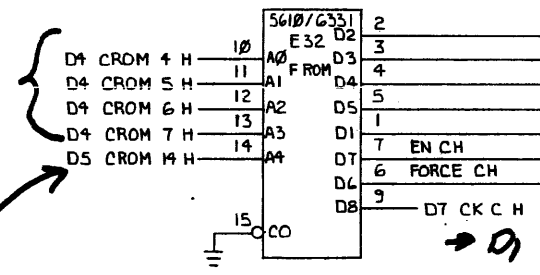 5610/6331
E32
F ROM
D4 CROM 4 H 10 A0
D4 CROM 5 H 11 A1
D4 CROM 6 H 12 A2
D4 CROM 7 H 13 A3
D5 CROM 14 H 14 A4
15 CO
D2 2
D3 3
D4 4
D5 5
D1 1
D7 7 EN CH
D6 6 FORCE CH
D8 9 D7 CK C H